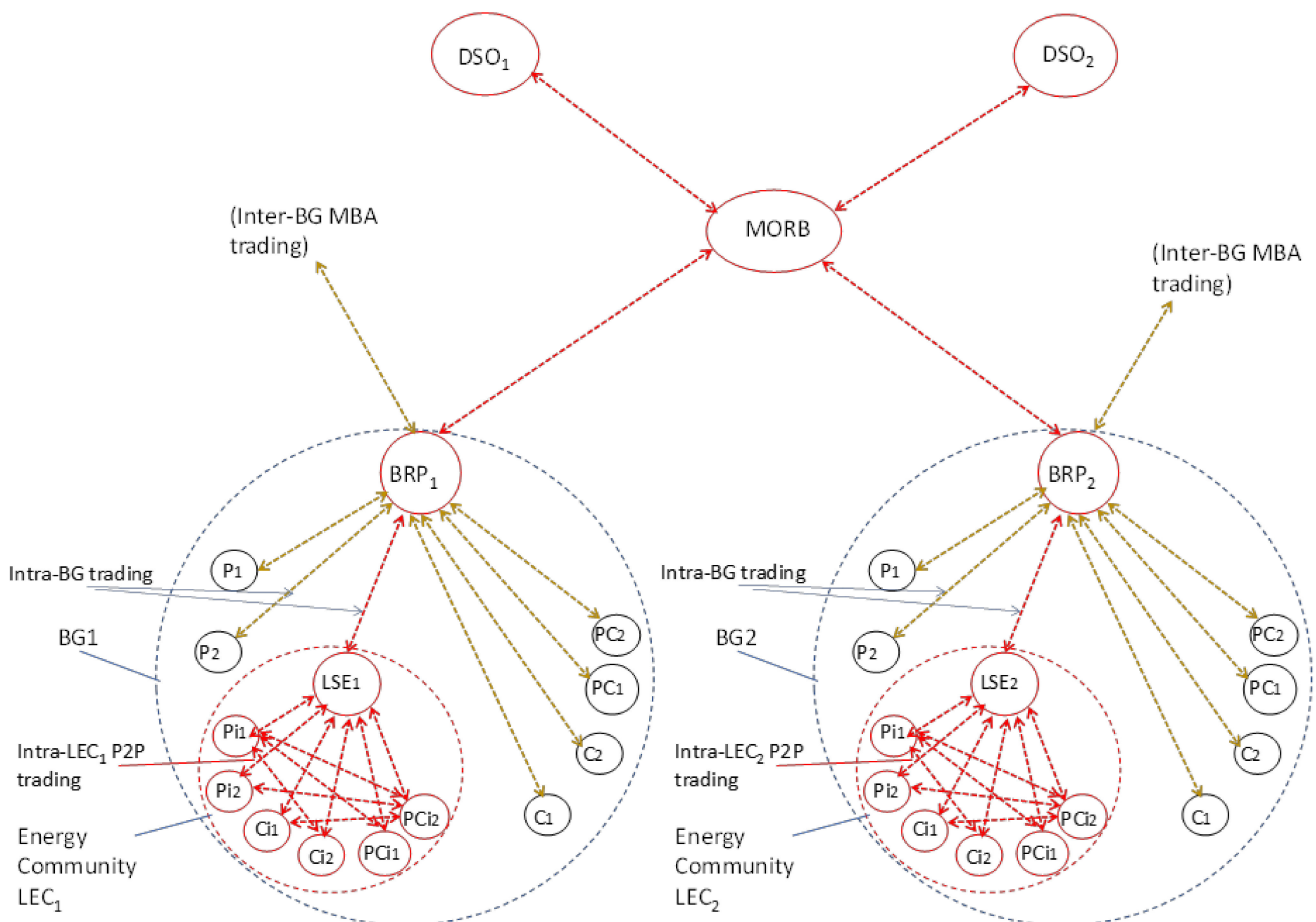 DSO₁
DSO₂
MORB
(Inter-BG MBA
trading)
(Inter-BG MBA
trading)
BRP₁
P1
Intra-BG trading
P2
BG1
PC2
PC1
C2
C1
LSE1
Pi1
Intra-LEC₁ P2P
trading
Pi2
Ci1
Ci2
PCi1
PCi2
Energy
Community
LEC₁
BRP₂
P1
Intra-BG trading
P2
BG2
PC2
PC1
C2
C1
LSE2
Pi1
Intra-LEC₂ P2P
trading
Pi2
Ci1
Ci2
PCi1
PCi2
Energy
Community
LEC₂